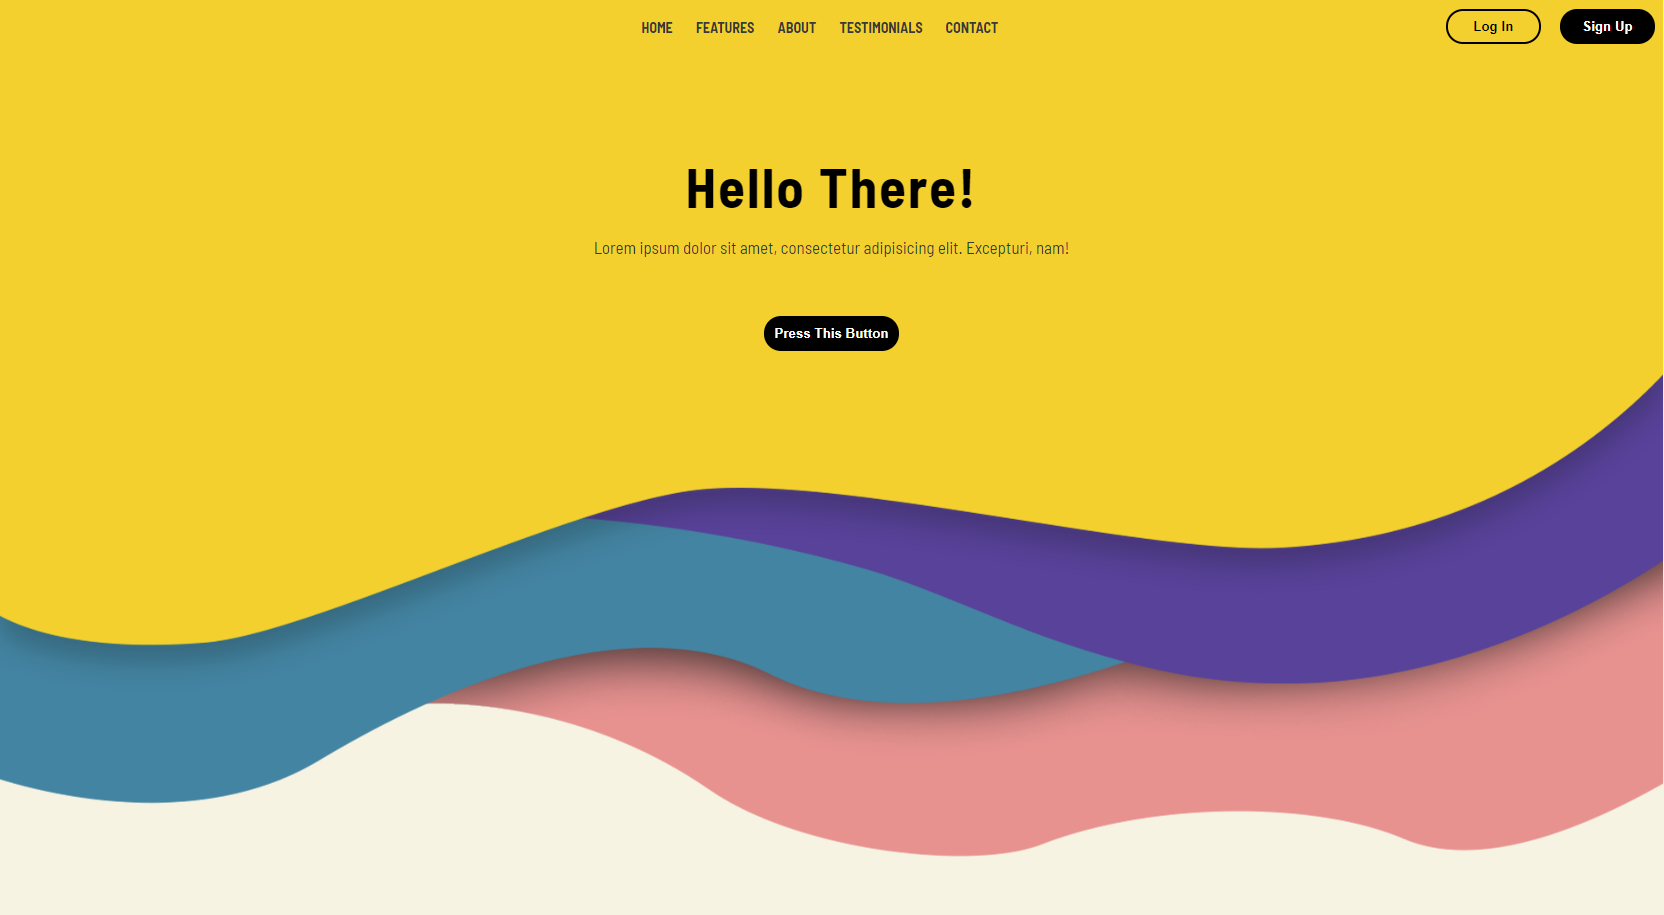 HOME FEATURES ABOUT TESTIMONIALS CONTACT Log In Sign Up
Hello There!
Lorem ipsum dolor sit amet, consectetur adipisicing elit. Excepturi, nam!
Press This Button